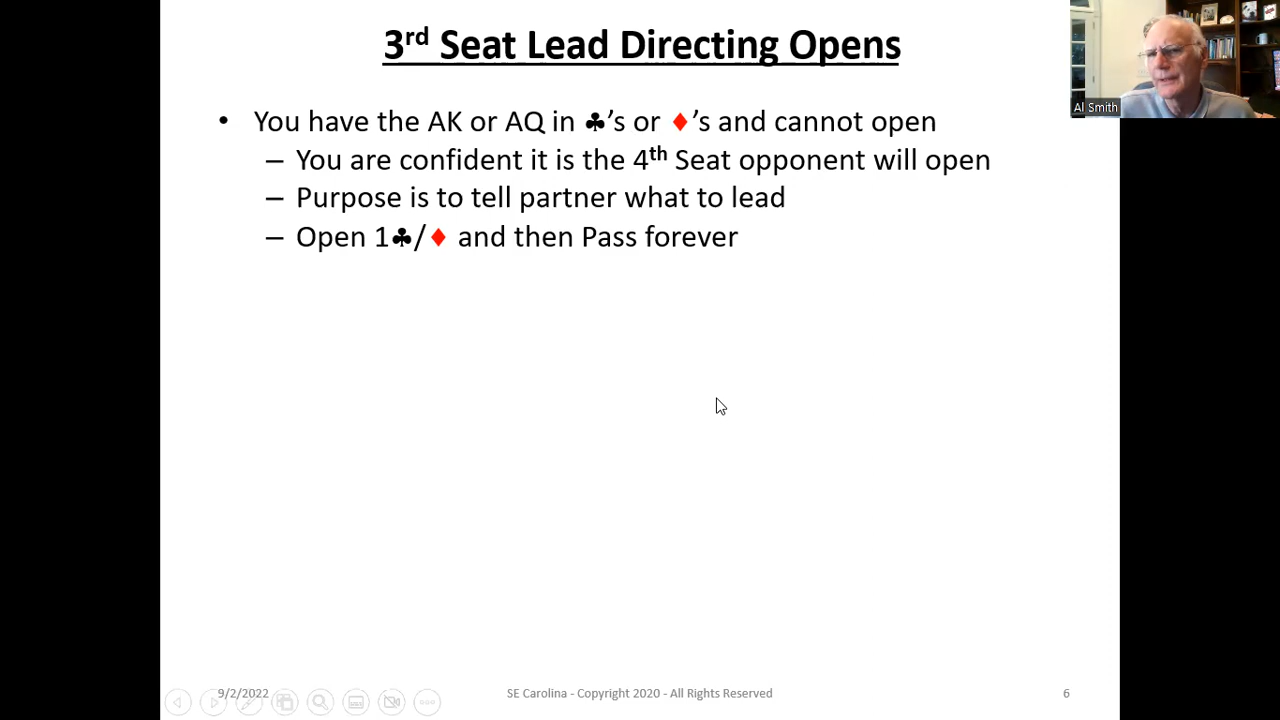 3rd Seat Lead Directing Opens
Al Smith
• You have the AK or AQ in ♣'s or ♦'s and cannot open
– You are confident it is the 4th Seat opponent will open
– Purpose is to tell partner what to lead
– Open 1♣/♦ and then Pass forever
9/2/2022
SE Carolina - Copyright 2020 - All Rights Reserved
6